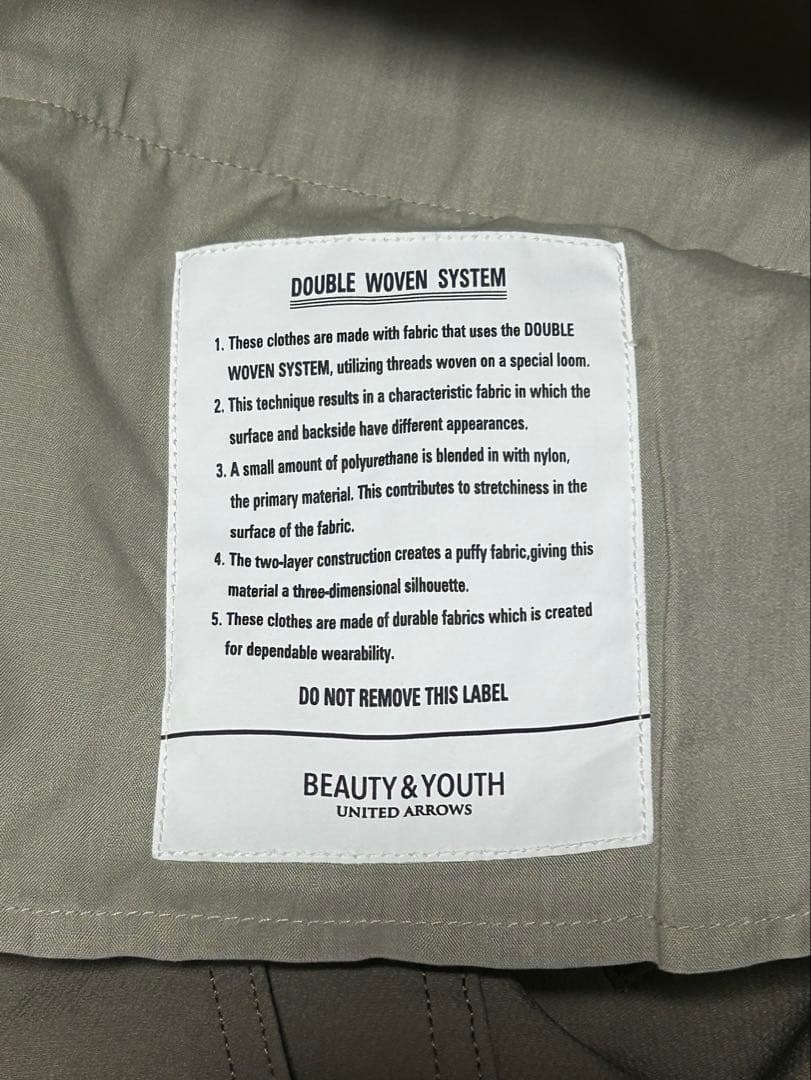 DOUBLE WOVEN SYSTEM
1. These clothes are made with fabric that uses the DOUBLE
WOVEN SYSTEM, utilizing threads woven on a special loom.
2. This technique results in a characteristic fabric in which the
surface and backside have different appearances.
3. A small amount of polyurethane is blended in with nylon,
the primary material. This contributes to stretchiness in the
surface of the fabric.
4. The two-layer construction creates a puffy fabric,giving this
material a three-dimensional silhouette.
5. These clothes are made of durable fabrics which is created
for dependable wearability.
DO NOT REMOVE THIS LABEL
BEAUTY&YOUTH
UNITED ARROWS